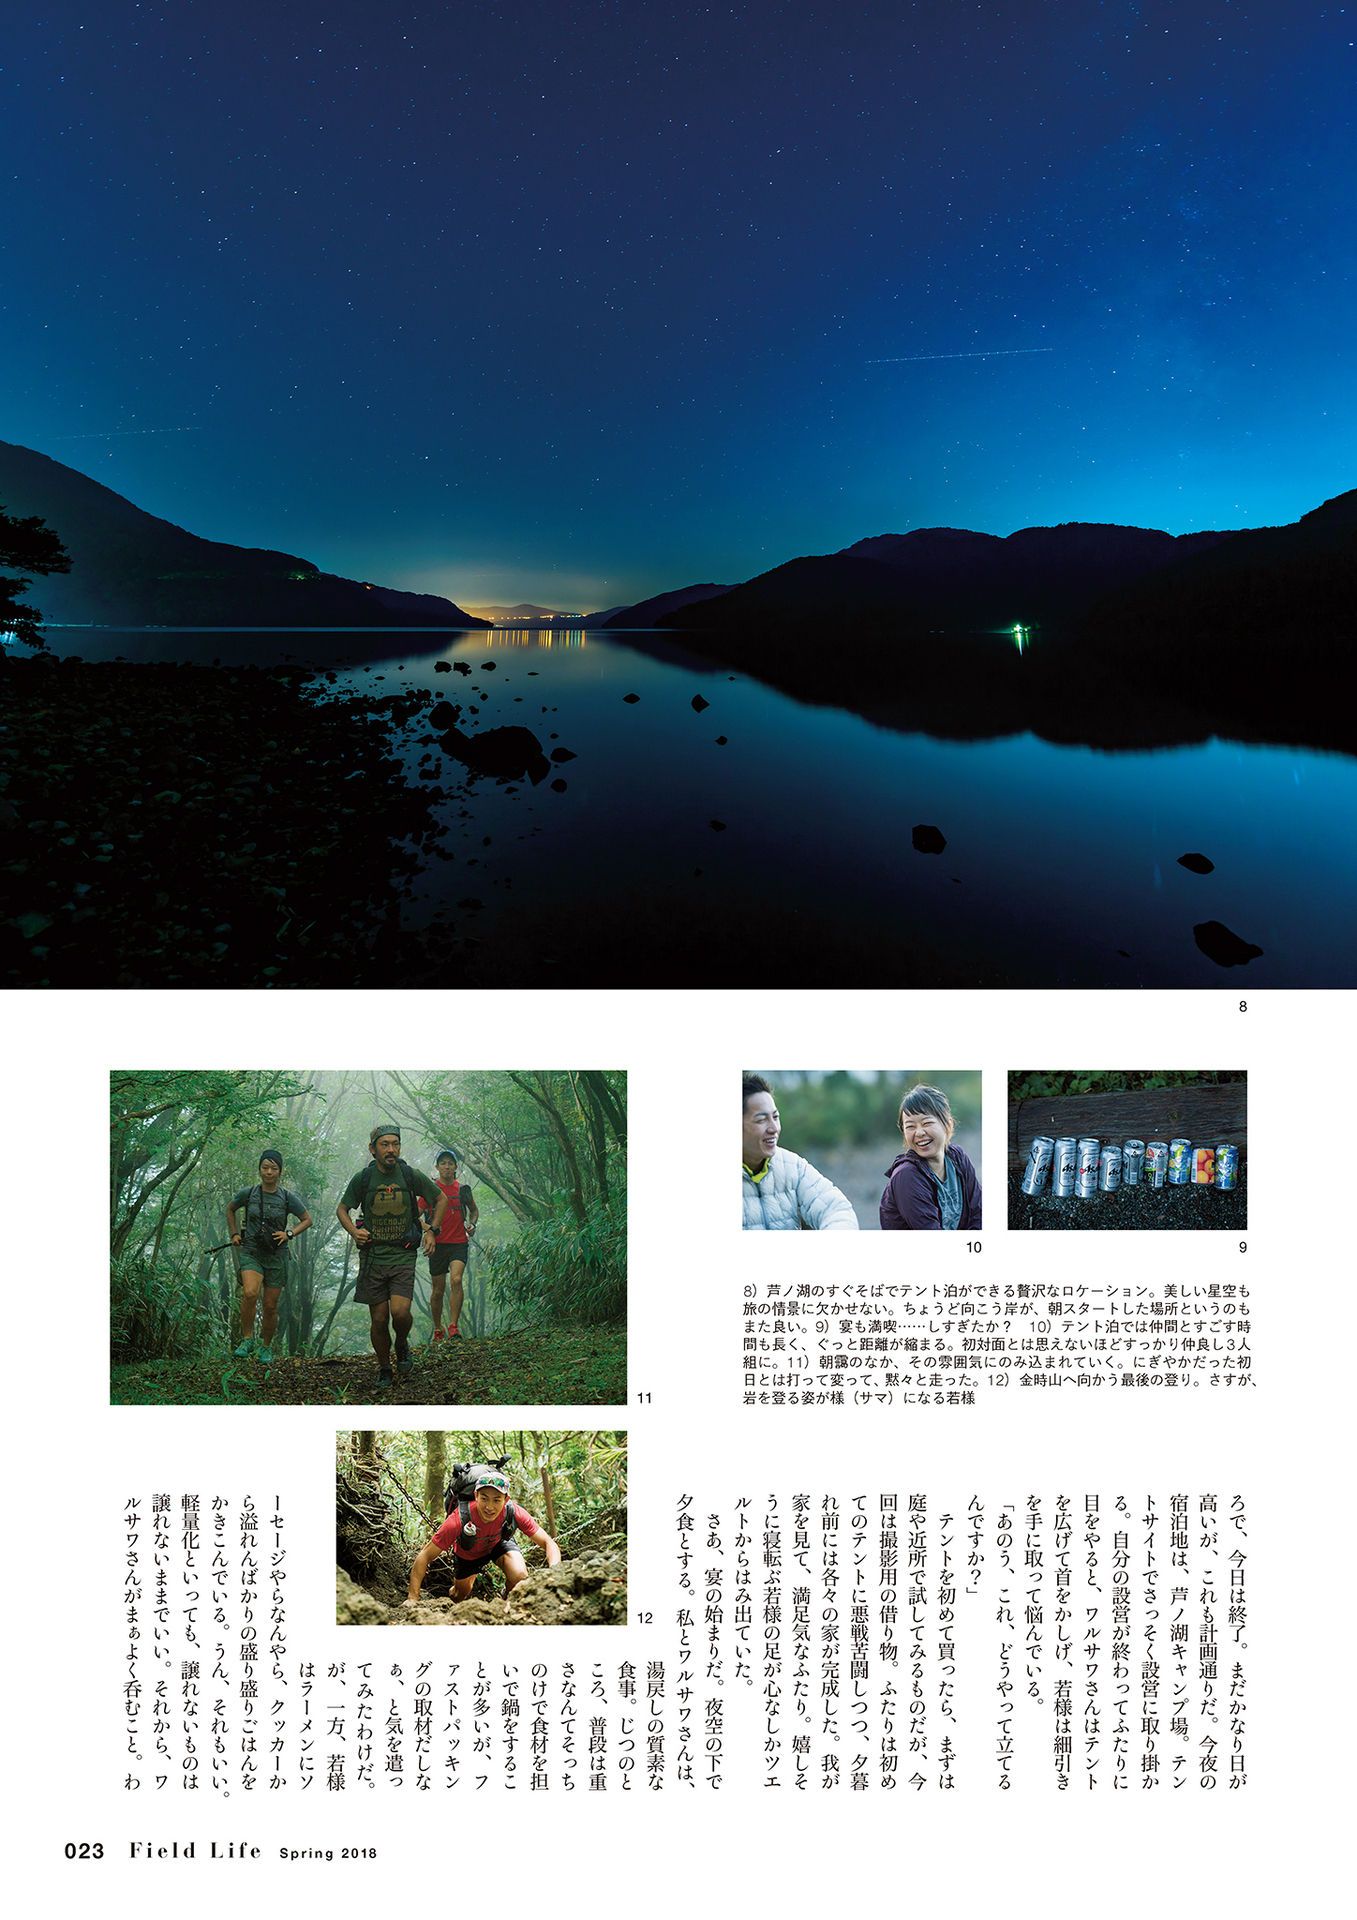 8
11
10
9
8）芦ノ湖のすぐそばでテント泊ができる贅沢なロケーション。美しい星空も
旅の情景に欠かせない。ちょうど向こう岸が、朝スタートした場所というのも
また良い。9）宴も満喫……しすぎたか？　10）テント泊では仲間とすごす時
間も長く、ぐっと距離が縮まる。初対面とは思えないほどすっかり仲良し3人
組に。11）朝靄のなか、その雰囲気にのみ込まれていく。にぎやかだった初
日とは打って変って、黙々と走った。12）金時山へ向かう最後の登り。さすが、
岩を登る姿が様（サマ）になる若様
12
ろで、今日は終了。まだかなり日が
高いが、これも計画通りだ。今夜の
宿泊地は、芦ノ湖キャンプ場。テン
トサイトでさっそく設営に取り掛か
る。自分の設営が終わってふたりに
目をやると、ワルサワさんはテント
を広げて首をかしげ、若様は細引き
を手に取って悩んでいる。
「あのう、これ、どうやって立てる
んですか？」
テントを初めて買ったら、まずは
庭や近所で試してみるものだが、今
回は撮影用の借り物。ふたりは初め
てのテントに悪戦苦闘しつつ、夕暮
れ前には各々の家が完成した。我が
家を見て、満足気なふたり。嬉しそ
うに寝転ぶ若様の足が心なしかツェ
ルトからはみ出ていた。
さあ、宴の始まりだ。夜空の下で
夕食とする。私とワルサワさんは、
湯戻しの質素な
食事。じつのと
ころ、普段は重
さなんてそっち
のけで食材を担
いで鍋をするこ
とが多いが、フ
ァストパッキン
グの取材だしな
ぁ、と気を遣っ
てみたわけだ。
が、一方、若様
はラーメンにソ
ーセージやらなんやら、クッカーか
ら溢れんばかりの盛り盛りごはんを
かきこんでいる。うん、それもいい。
軽量化といっても、譲れないものは
譲れないままでいい。それから、ワ
ルサワさんがまぁよく呑むこと。わ
023 Field Life Spring 2018